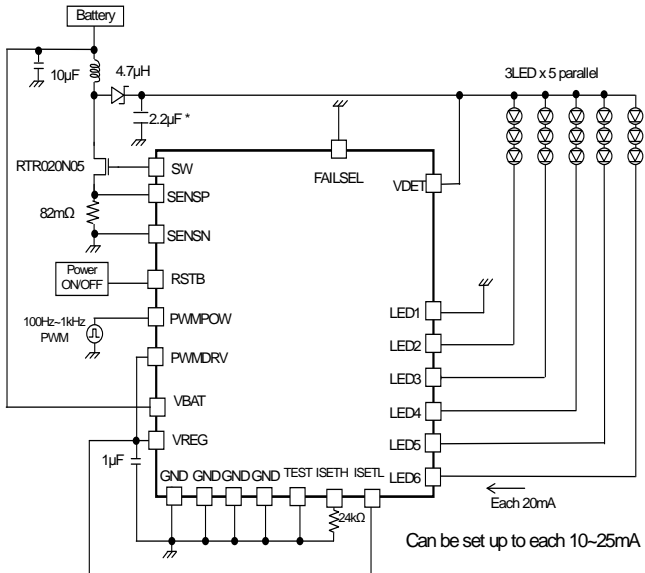 Battery
10µF
4.7µH
3LED x 5 parallel
2.2µF *
RTR020N05
SW
FAILSEL
VDET
SENSP
82mΩ
SENSN
Power
ON/OFF
RSTB
LED1
100Hz~1kHz
PWM
PWMPOW
LED2
PWMDRV
LED3
VBAT
LED4
VREG
LED5
1µF
GND GND GND GND TEST ISETH ISETL
LED6
24kΩ
Each 20mA
Can be set up to each 10~25mA